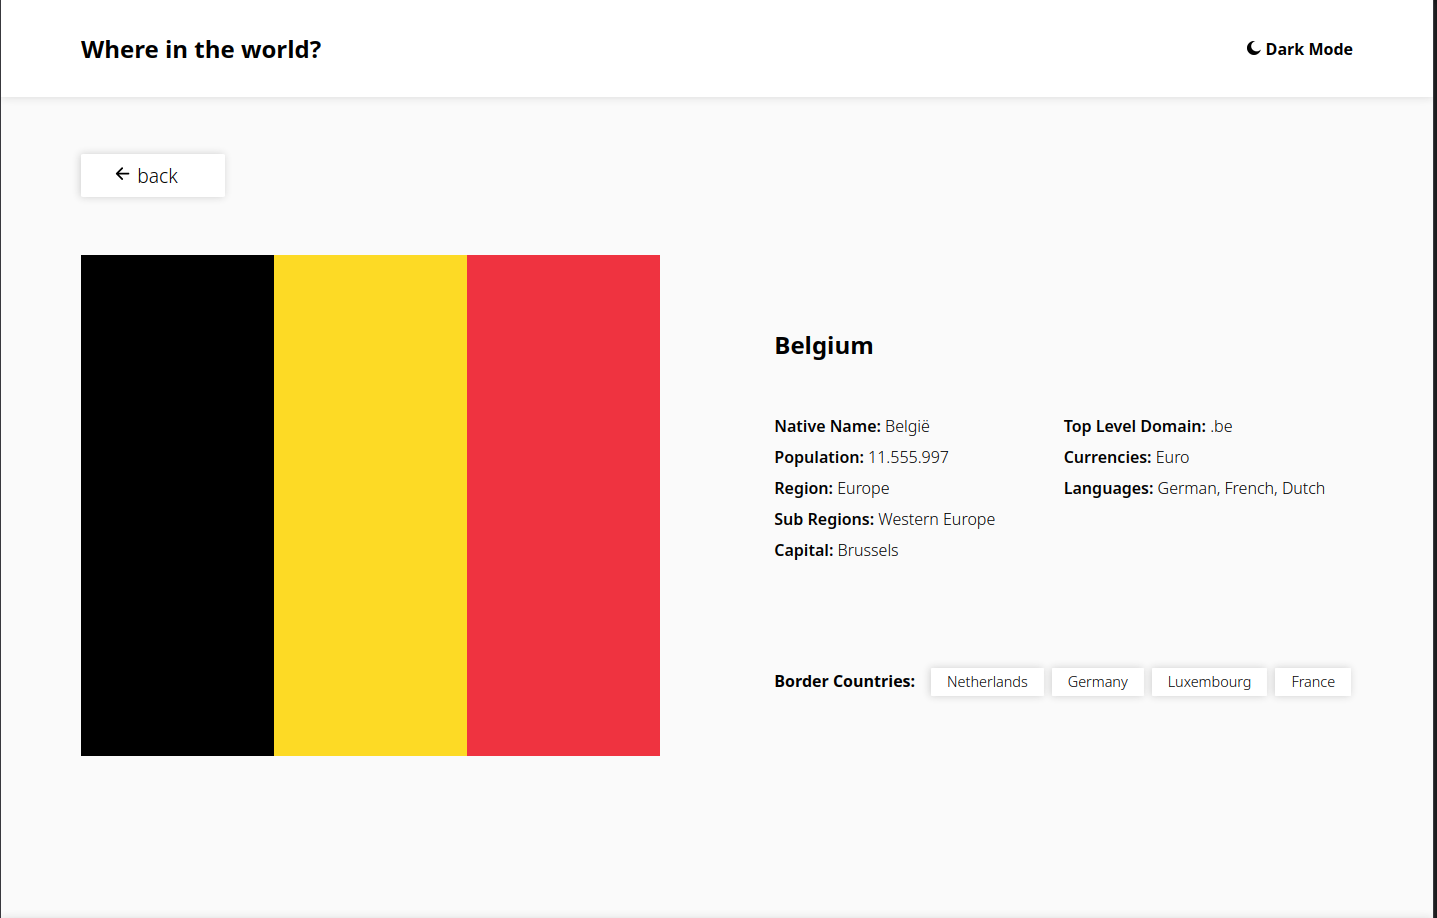 Where in the world?
Dark Mode
back
Belgium
Native Name: België
Population: 11.555.997
Region: Europe
Sub Regions: Western Europe
Capital: Brussels
Top Level Domain: .be
Currencies: Euro
Languages: German, French, Dutch
Border Countries: Netherlands Germany Luxembourg France